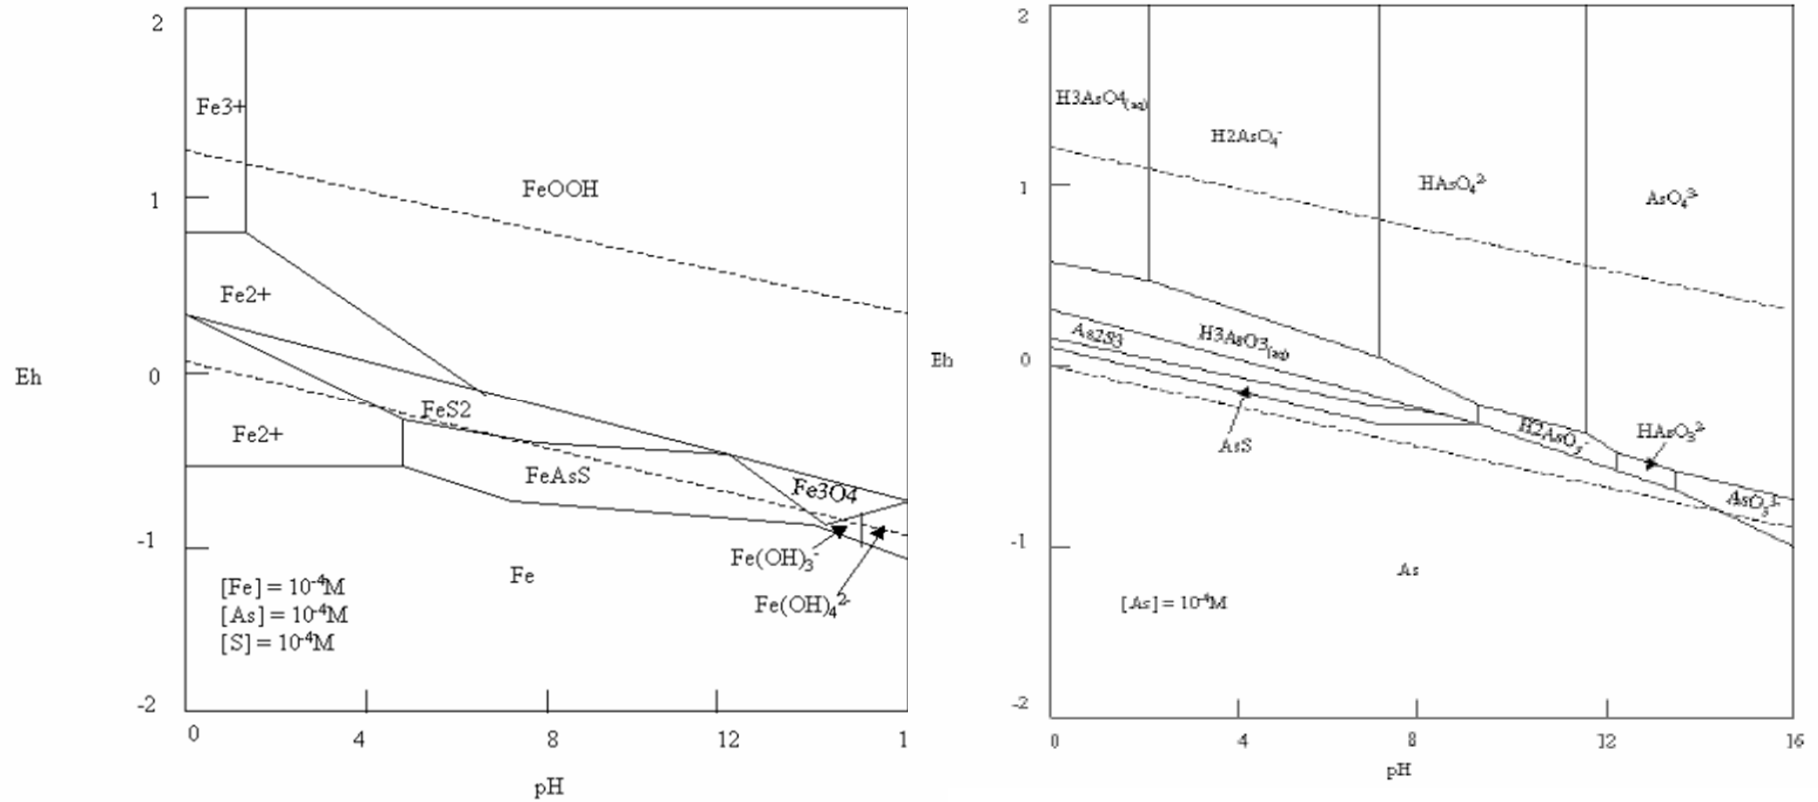 2
Fe3+
1
FeOOH
Fe2+
Eh
0
FeS2
Fe2+
FeAsS
Fe3O4
-1
Fe(OH)₃⁻
Fe
[Fe] = 10⁻⁴M
[As] = 10⁻⁴M
[S] = 10⁻⁴M
Fe(OH)₄²⁻
-2
0 4 8 12 1
pH
2
H3AsO4(aq)
H2AsO₄⁻
1
HAsO₄²⁻
AsO₄³⁻
As2S3
H3AsO3(aq)
Eh
0
AsS
H2AsO₃⁻
HAsO₃²⁻
AsO₃³⁻
-1
As
[As] = 10⁻⁴M
-2
0 4 8 12 16
pH